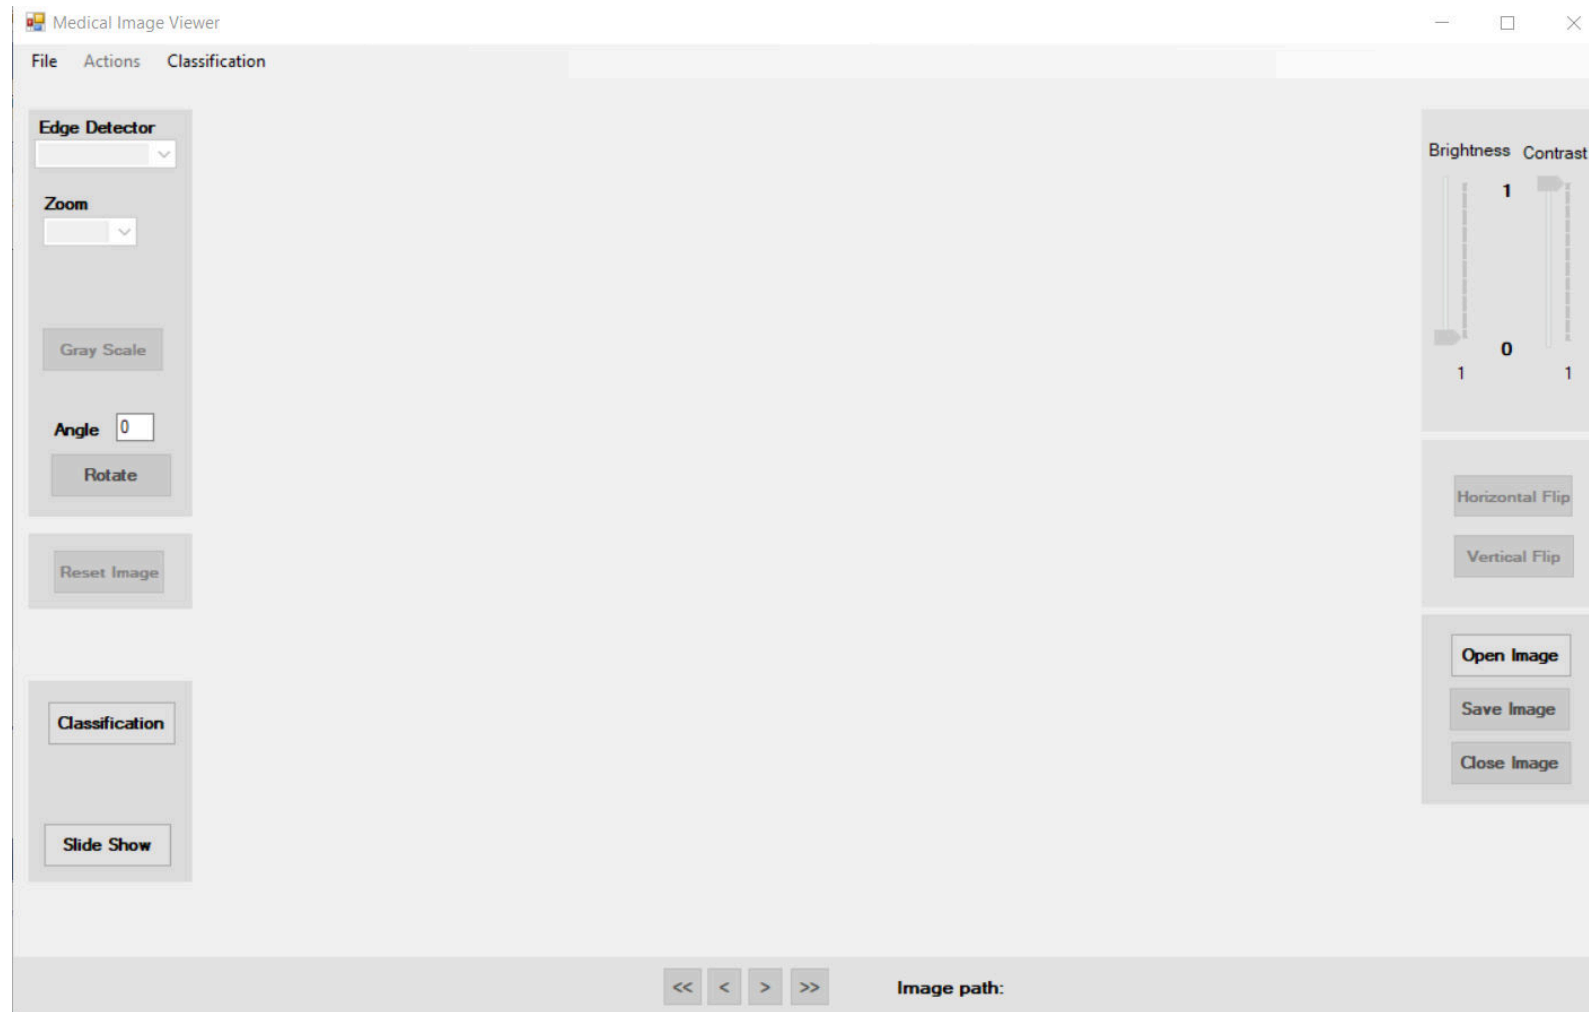 Medical Image Viewer
File Actions Classification
Edge Detector
Zoom
Gray Scale
Angle 0
Rotate
Reset Image
Classification
Slide Show
Brightness Contrast
1
0
1 1
Horizontal Flip
Vertical Flip
Open Image
Save Image
Close Image
<< < > >> Image path: